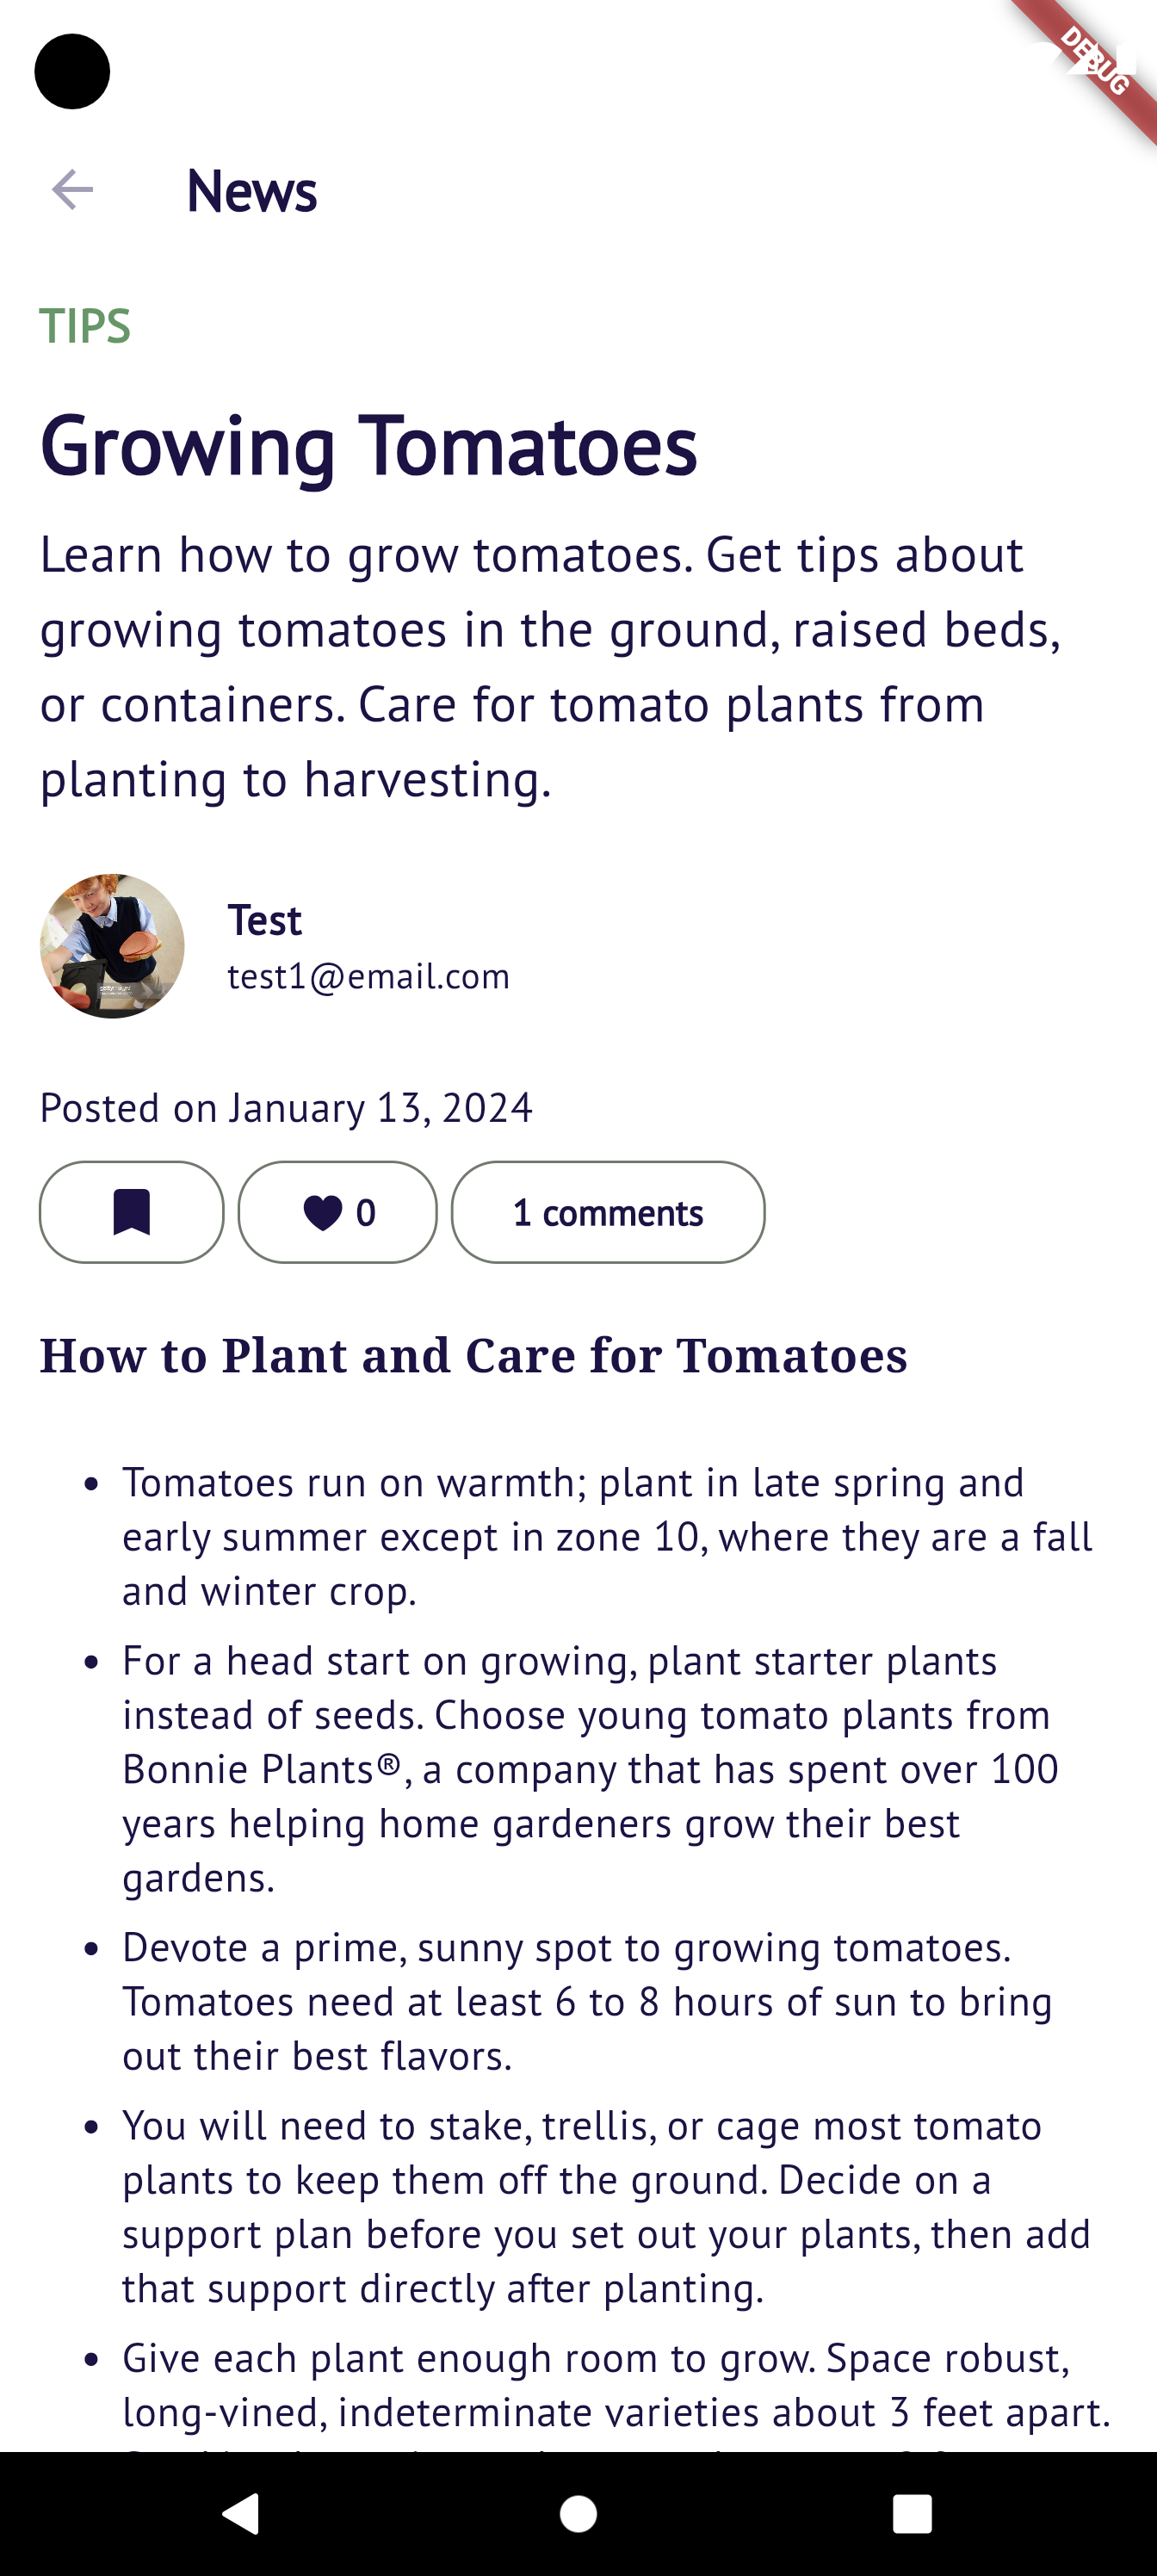 DEBUG
News
TIPS
Growing Tomatoes
Learn how to grow tomatoes. Get tips about
growing tomatoes in the ground, raised beds,
or containers. Care for tomato plants from
planting to harvesting.
Test
test1@email.com
Posted on January 13, 2024
0
1 comments
How to Plant and Care for Tomatoes
• Tomatoes run on warmth; plant in late spring and
early summer except in zone 10, where they are a fall
and winter crop.
• For a head start on growing, plant starter plants
instead of seeds. Choose young tomato plants from
Bonnie Plants®, a company that has spent over 100
years helping home gardeners grow their best
gardens.
• Devote a prime, sunny spot to growing tomatoes.
Tomatoes need at least 6 to 8 hours of sun to bring
out their best flavors.
• You will need to stake, trellis, or cage most tomato
plants to keep them off the ground. Decide on a
support plan before you set out your plants, then add
that support directly after planting.
• Give each plant enough room to grow. Space robust,
long-vined, indeterminate varieties about 3 feet apart.